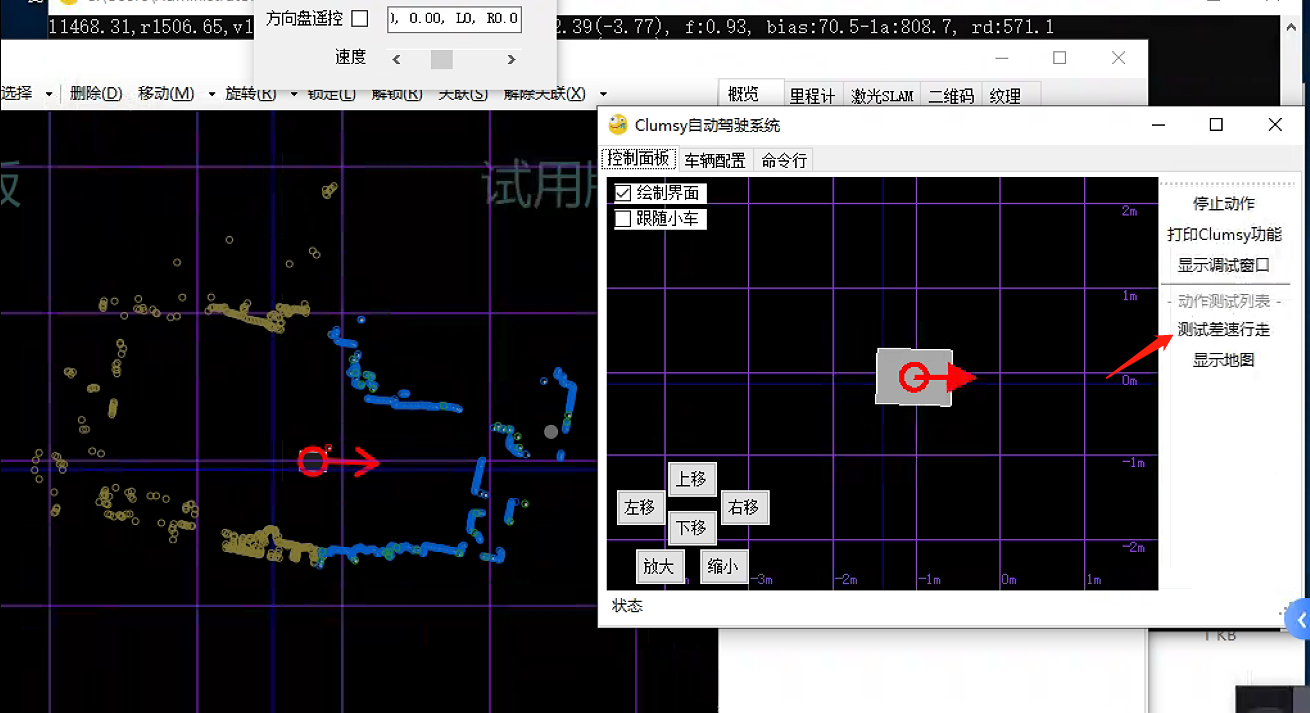 方向盘遥控
), 0.00, L0, R0.0
11468.31,r1506.65,v1
2.39(-3.77), f:0.93, bias:70.5-la:808.7, rd:571.1
速度
选择
删除(D)
移动(M)
旋转(R)
锁定(L)
解锁(R)
关联(S)
解除关联(X)
概览
里程计
激光SLAM
二维码
纹理
试用版
Clumsy自动驾驶系统
控制面板
车辆配置
命令行
绘制界面
跟随小车
2m
1m
0m
-1m
-2m
上移
左移
右移
下移
放大
缩小
-3m
-2m
-1m
0m
1m
停止动作
打印Clumsy功能
显示调试窗口
- 动作测试列表 -
测试差速行走
显示地图
状态
1 KB